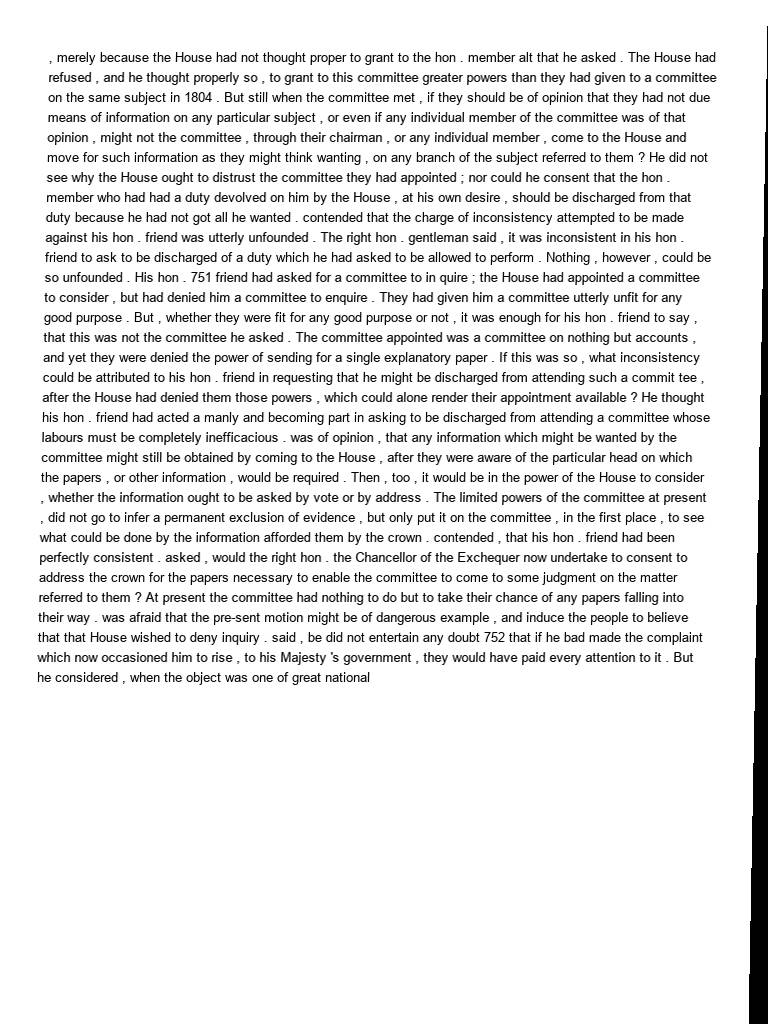 , merely because the House had not thought proper to grant to the hon . member alt that he asked . The House had
refused , and he thought properly so , to grant to this committee greater powers than they had given to a committee
on the same subject in 1804 . But still when the committee met , if they should be of opinion that they had not due
means of information on any particular subject , or even if any individual member of the committee was of that
opinion , might not the committee , through their chairman , or any individual member , come to the House and
move for such information as they might think wanting , on any branch of the subject referred to them ? He did not
see why the House ought to distrust the committee they had appointed ; nor could he consent that the hon .
member who had had a duty devolved on him by the House , at his own desire , should be discharged from that
duty because he had not got all he wanted . contended that the charge of inconsistency attempted to be made
against his hon . friend was utterly unfounded . The right hon . gentleman said , it was inconsistent in his hon .
friend to ask to be discharged of a duty which he had asked to be allowed to perform . Nothing , however , could be
so unfounded . His hon . 751 friend had asked for a committee to in quire ; the House had appointed a committee
to consider , but had denied him a committee to enquire . They had given him a committee utterly unfit for any
good purpose . But , whether they were fit for any good purpose or not , it was enough for his hon . friend to say ,
that this was not the committee he asked . The committee appointed was a committee on nothing but accounts ,
and yet they were denied the power of sending for a single explanatory paper . If this was so , what inconsistency
could be attributed to his hon . friend in requesting that he might be discharged from attending such a commit tee ,
after the House had denied them those powers , which could alone render their appointment available ? He thought
his hon . friend had acted a manly and becoming part in asking to be discharged from attending a committee whose
labours must be completely inefficacious . was of opinion , that any information which might be wanted by the
committee might still be obtained by coming to the House , after they were aware of the particular head on which
the papers , or other information , would be required . Then , too , it would be in the power of the House to consider
, whether the information ought to be asked by vote or by address . The limited powers of the committee at present
, did not go to infer a permanent exclusion of evidence , but only put it on the committee , in the first place , to see
what could be done by the information afforded them by the crown . contended , that his hon . friend had been
perfectly consistent . asked , would the right hon . the Chancellor of the Exchequer now undertake to consent to
address the crown for the papers necessary to enable the committee to come to some judgment on the matter
referred to them ? At present the committee had nothing to do but to take their chance of any papers falling into
their way . was afraid that the pre-sent motion might be of dangerous example , and induce the people to believe
that that House wished to deny inquiry . said , be did not entertain any doubt 752 that if he bad made the complaint
which now occasioned him to rise , to his Majesty 's government , they would have paid every attention to it . But
he considered , when the object was one of great national